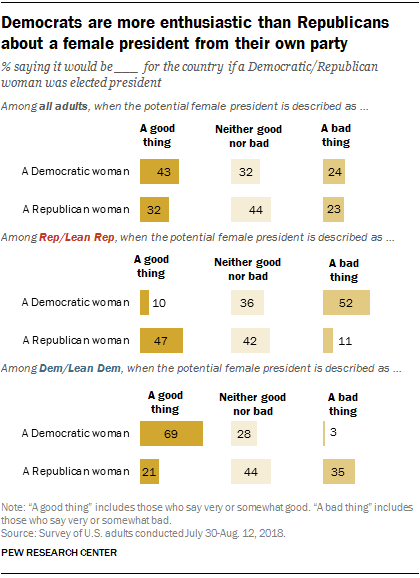 Democrats are more enthusiastic than Republicans
about a female president from their own party
% saying it would be ___ for the country if a Democratic/Republican
woman was elected president
Among all adults, when the potential female president is described as ...
A good thing Neither good nor bad A bad thing
A Democratic woman 43 32 24
A Republican woman 32 44 23
Among Rep/Lean Rep, when the potential female president is described as ...
A good thing Neither good nor bad A bad thing
A Democratic woman 10 36 52
A Republican woman 47 42 11
Among Dem/Lean Dem, when the potential female president is described as ...
A good thing Neither good nor bad A bad thing
A Democratic woman 69 28 3
A Republican woman 21 44 35
Note: “A good thing” includes those who say very or somewhat good. “A bad thing” includes
those who say very or somewhat bad.
Source: Survey of U.S. adults conducted July 30-Aug. 12, 2018.
PEW RESEARCH CENTER